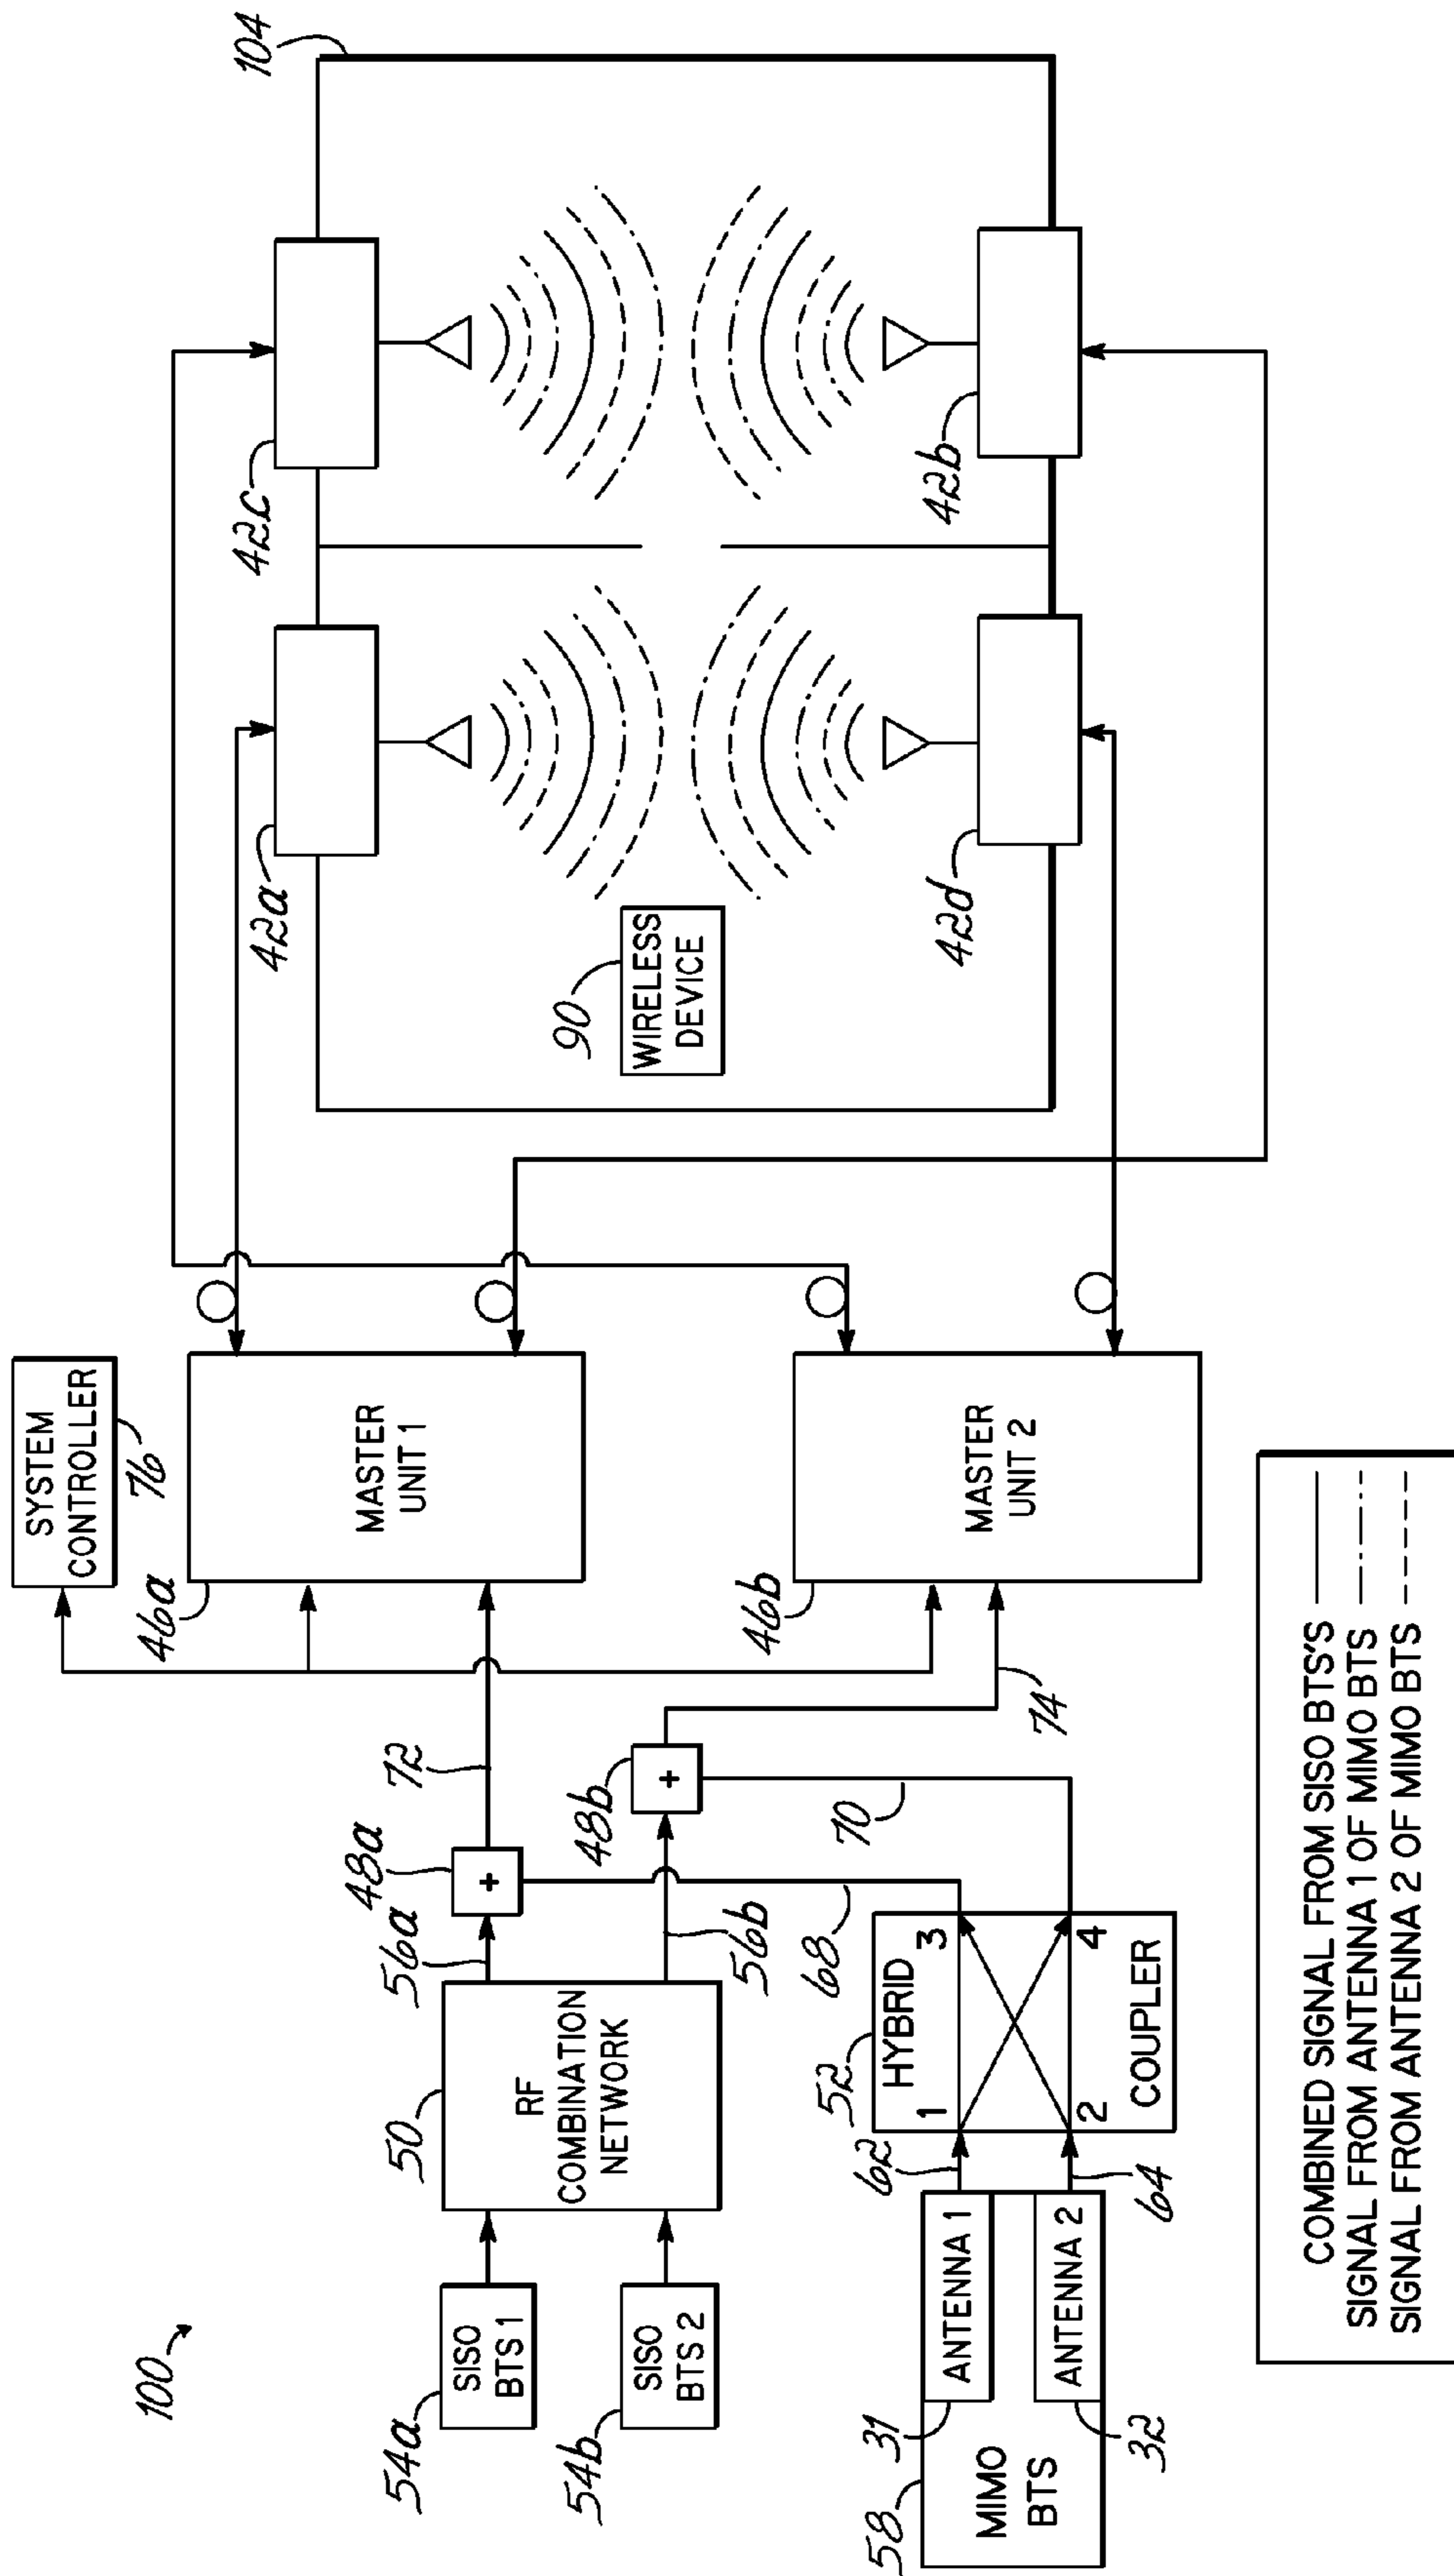 100
SYSTEM
CONTROLLER
76
104
42c
42a
46a
MASTER
UNIT 1
72
48a
56a
54a
SISO
BTS 1
50
RF
COMBINATION
NETWORK
54b
SISO
BTS 2
56b
48b
90
WIRELESS
DEVICE
46b
MASTER
UNIT 2
74
70
68
52
HYBRID
1
3
2
4
COUPLER
62
64
58
MIMO
BTS
31
ANTENNA 1
ANTENNA 2
32
42d
42b
COMBINED SIGNAL FROM SISO BTS'S
SIGNAL FROM ANTENNA 1 OF MIMO BTS
SIGNAL FROM ANTENNA 2 OF MIMO BTS
+
+